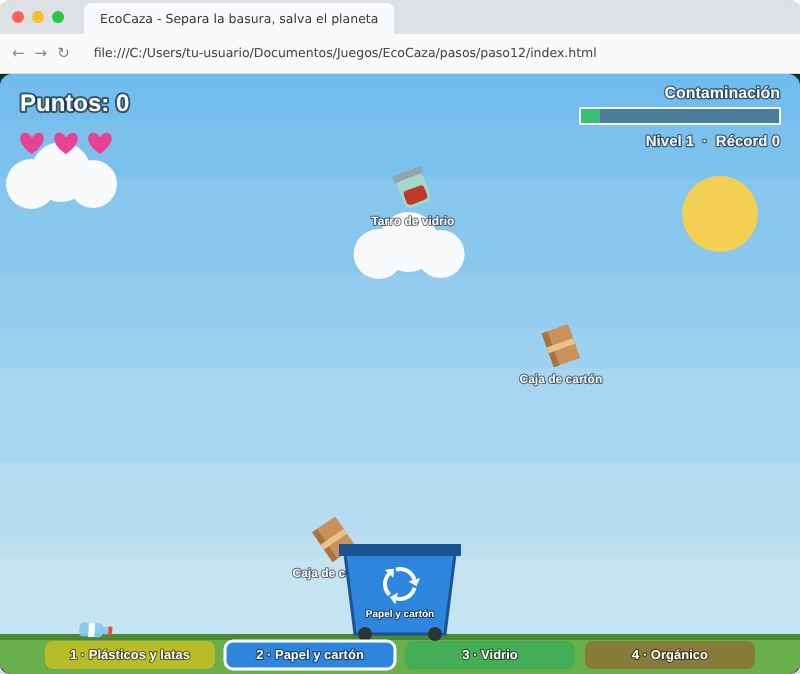 EcoCaza - Separa la basura, salva el planeta
file:///C:/Users/tu-usuario/Documentos/Juegos/EcoCaza/pasos/paso12/index.html
Puntos: 0
Contaminación
Nivel 1 · Récord 0
Tarro de vidrio
Caja de cartón
Caja de c
Papel y cartón
1 · Plásticos y latas
2 · Papel y cartón
3 · Vidrio
4 · Orgánico